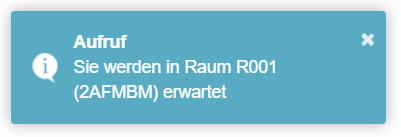 Aufruf
Sie werden in Raum R001
(2AFMBM) erwartet